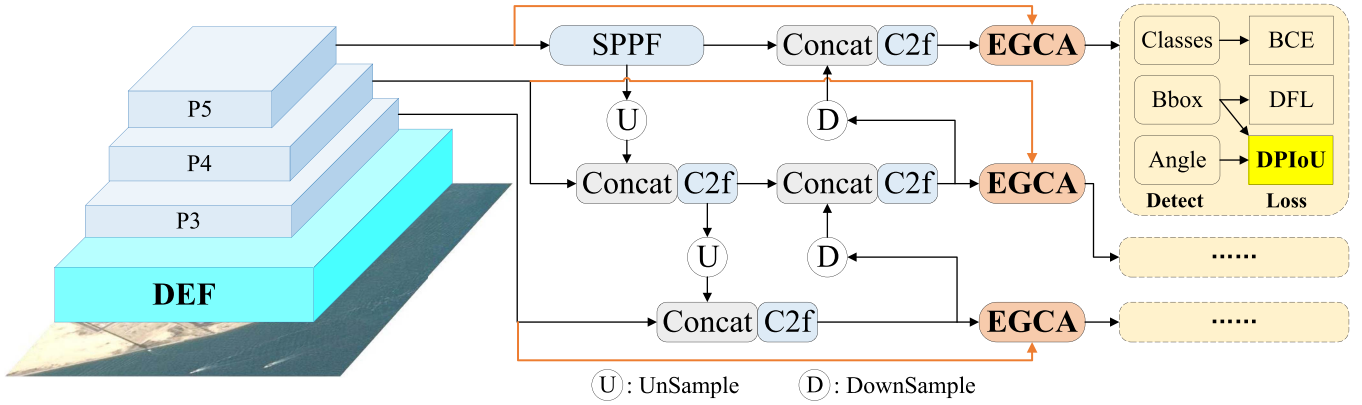 SPPF Concat C2f EGCA Classes BCE
P5
U D Bbox DFL
P4
Concat C2f Concat C2f EGCA Angle DPIoU
P3 Detect Loss
U D ······
DEF
Concat C2f EGCA ······
U : UnSample D : DownSample